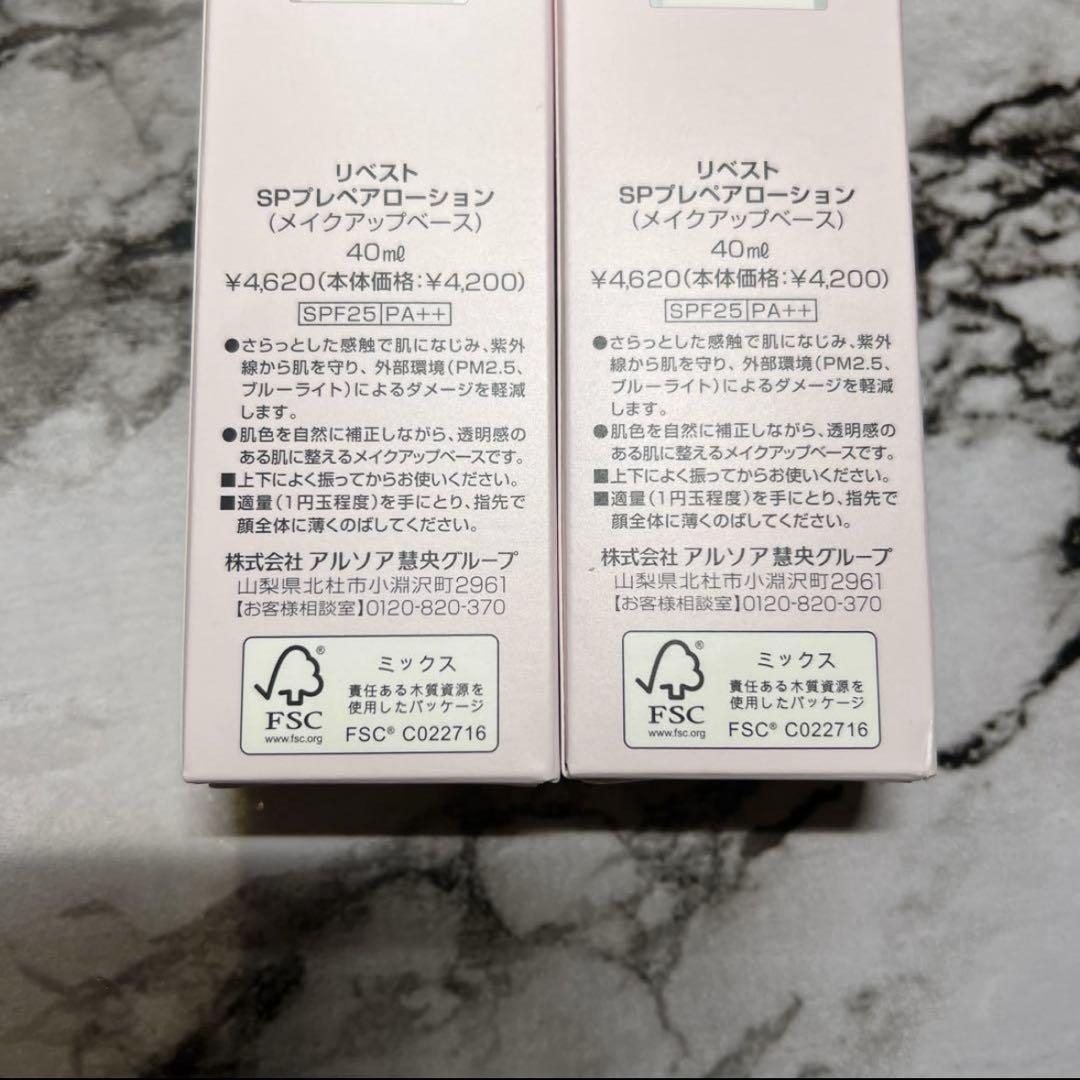 リベスト
SPプレペアローション
(メイクアップベース)
40ml
¥4,620(本体価格:¥4,200)
SPF25 PA++
●さらっとした感触で肌になじみ、紫外
線から肌を守り、外部環境(PM2.5、
ブルーライト)によるダメージを軽減
します。
●肌色を自然に補正しながら、透明感の
ある肌に整えるメイクアップベースです。
■上下によく振ってからお使いください。
■適量(1円玉程度)を手にとり、指先で
顔全体に薄くのばしてください。
株式会社 アルソア慧央グループ
山梨県北杜市小淵沢町2961
【お客様相談室】0120-820-370
FSC
www.fsc.org
ミックス
責任ある木質資源を
使用したパッケージ
FSC® C022716
リベスト
SPプレペアローション
(メイクアップベース)
40ml
¥4,620(本体価格:¥4,200)
SPF25 PA++
●さらっとした感触で肌になじみ、紫外
線から肌を守り、外部環境(PM2.5、
ブルーライト)によるダメージを軽減
します。
●肌色を自然に補正しながら、透明感の
ある肌に整えるメイクアップベースです。
■上下によく振ってからお使いください。
■適量(1円玉程度)を手にとり、指先で
顔全体に薄くのばしてください。
株式会社 アルソア慧央グループ
山梨県北杜市小淵沢町2961
【お客様相談室】0120-820-370
FSC
www.fsc.org
ミックス
責任ある木質資源を
使用したパッケージ
FSC® C022716